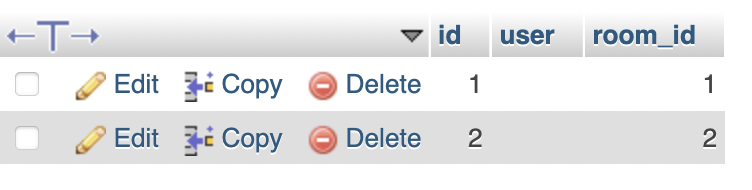 id user room_id
Edit Copy Delete 1 1
Edit Copy Delete 2 2